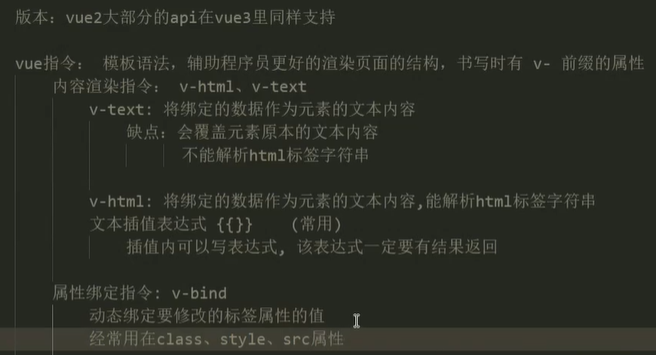 版本：vue2大部分的api在vue3里同样支持
vue指令： 模板语法，辅助程序员更好的渲染页面的结构，书写时有 v- 前缀的属性
内容渲染指令： v-html、v-text
v-text: 将绑定的数据作为元素的文本内容
缺点：会覆盖元素原本的文本内容
不能解析html标签字符串
v-html: 将绑定的数据作为元素的文本内容,能解析html标签字符串
文本插值表达式 {{}} (常用)
插值内可以写表达式, 该表达式一定要有结果返回
属性绑定指令: v-bind
动态绑定要修改的标签属性的值
经常用在class、style、src属性